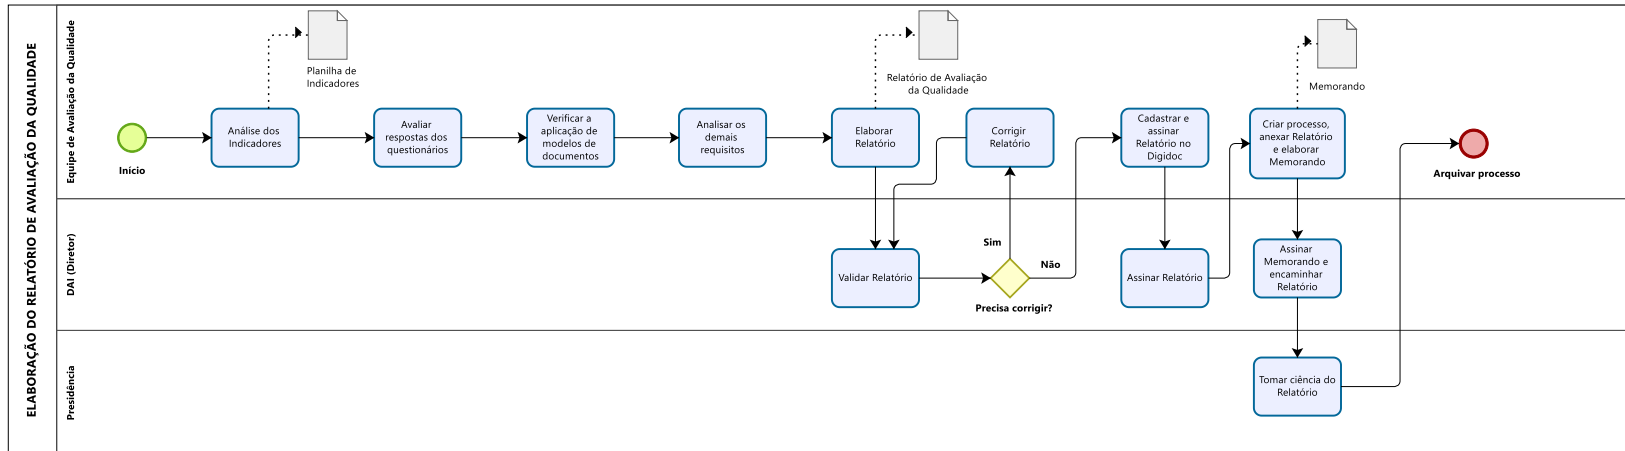 ELABORAÇÃO DO RELATÓRIO DE AVALIAÇÃO DA QUALIDADE
Equipe de Avaliação da Qualidade
Início
Análise dos
Indicadores
Planilha de
Indicadores
Avaliar
respostas dos
questionários
Verificar a
aplicação de
modelos de
documentos
Analisar os
demais
requisitos
Elaborar
Relatório
Relatório de Avaliação
da Qualidade
Corrigir
Relatório
Cadastrar e
assinar
Relatório no
Digidoc
Criar processo,
anexar Relatório
e elaborar
Memorando
Memorando
Arquivar processo
DAI (Diretor)
Validar Relatório
Sim
Não
Precisa corrigir?
Assinar Relatório
Assinar
Memorando e
encaminhar
Relatório
Presidência
Tomar ciência do
Relatório